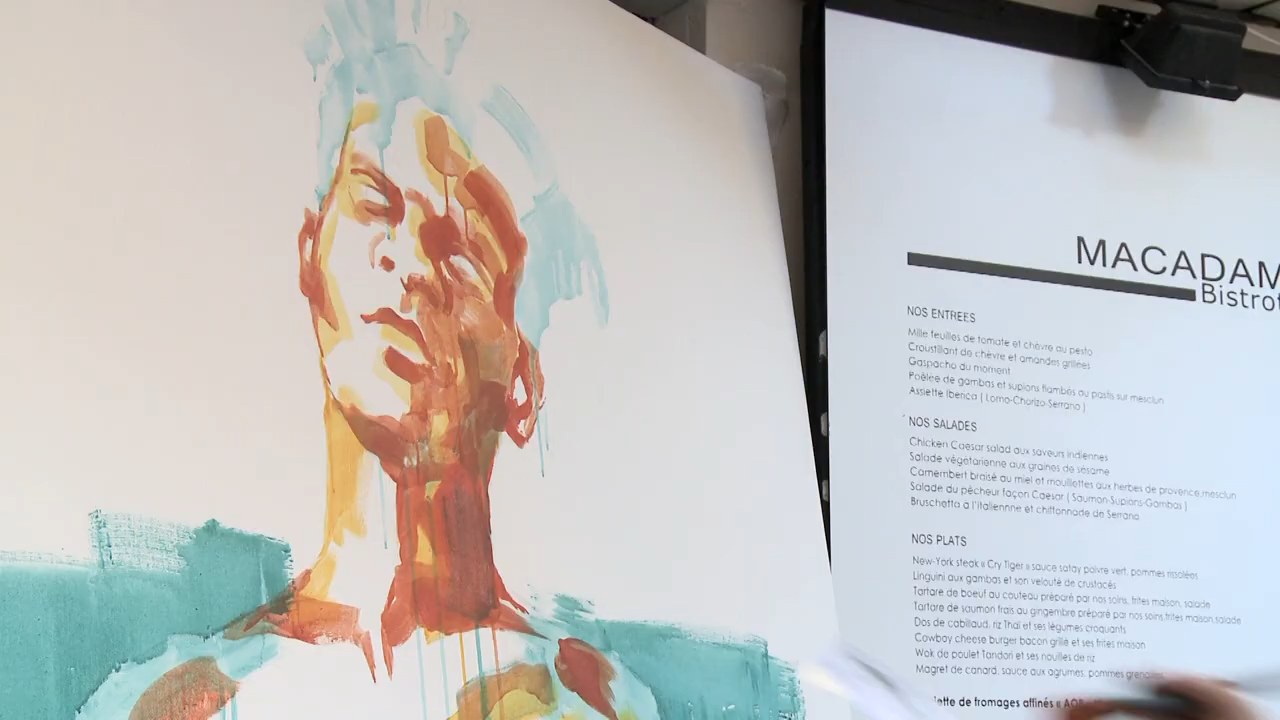 MACADAM
Bistrot
NOS ENTREES
Mille feuilles de tomate et chèvre au pesto
Croustillant de chèvre et amandes grillées
Gaspacho du moment
Poêlée de gambas et supions flambés au pastis sur mesclun
Assiette Iberica ( Lomo-Chorizo-Serrano )
NOS SALADES
Chicken Caesar salad aux saveurs indiennes
Salade végétarienne aux graines de sésame
Camembert braisé au miel et mouillettes aux herbes de provence,mesclun
Salade du pêcheur façon Caesar ( Saumon-Supions-Gambas )
Bruschetta à l'italiennne et chiffonnade de Serrano
NOS PLATS
New-York steak « Cry Tiger » sauce satay poivre vert, pommes rissolées
Linguini aux gambas et son velouté de crustacés
Tartare de boeuf au couteau préparé par nos soins, frites maison, salade
Tartare de saumon frais au gingembre préparé par nos soins,frites maison,salade
Dos de cabillaud, riz Thaï et ses légumes croquants
Cowboy cheese burger bacon grillé et ses frites maison
Wok de poulet Tandori et ses nouilles de riz
Magret de canard, sauce aux agrumes, pommes grenailles
de fromages affinés «